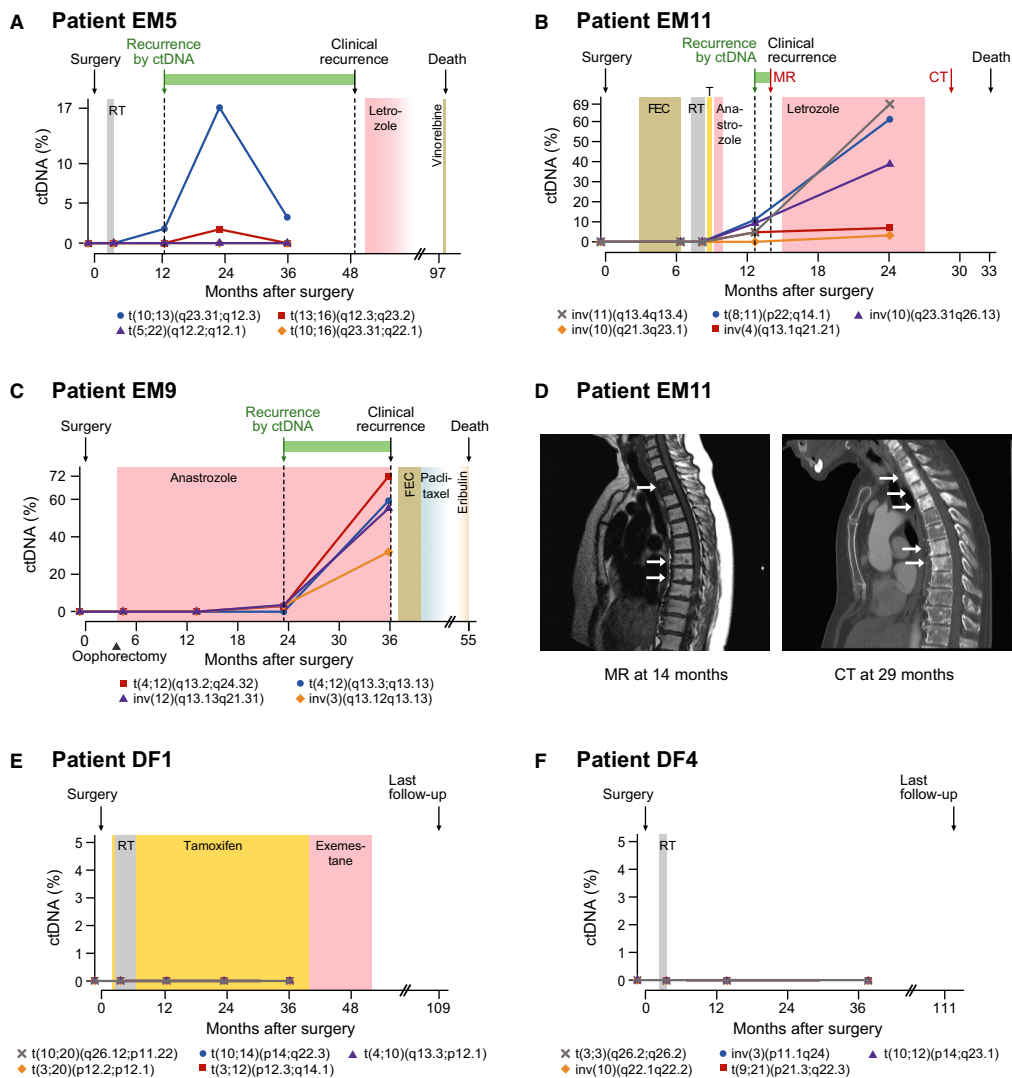 A Patient EM5
Surgery
Recurrence
by ctDNA
Clinical
recurrence
Death
RT
Letro-
zole
Vinorelbine
ctDNA (%)
17
10
5
0
0 12 24 36 48 97
Months after surgery
t(10;13)(q23.31;q12.3) t(13;16)(q12.3;q23.2)
t(5;22)(q12.2;q12.1) t(10;16)(q23.31;q22.1)
B Patient EM11
Surgery
Recurrence
by ctDNA
Clinical
recurrence
MR
CT
Death
FEC
RT
T
Ana-
stro-
zole
Letrozole
ctDNA (%)
69
60
50
40
30
20
10
0
0 6 12 18 24 30 33
Months after surgery
inv(11)(q13.4q13.4) t(8;11)(p22;q14.1) inv(10)(q23.31q26.13)
inv(10)(q21.3q23.1) inv(4)(q13.1q21.21)
C Patient EM9
Surgery
Recurrence
by ctDNA
Clinical
recurrence
Death
Anastrozole
FEC
Pacli-
taxel
Eribulin
ctDNA (%)
72
60
40
20
0
0 6 12 18 24 30 36 55
Oophorectomy
Months after surgery
t(4;12)(q13.2;q24.32) t(4;12)(q13.3;q13.13)
inv(12)(q13.13q21.31) inv(3)(q13.12q13.13)
D Patient EM11
MR at 14 months
CT at 29 months
E Patient DF1
Surgery
Last
follow-up
RT
Tamoxifen
Exemes-
tane
ctDNA (%)
5
4
3
2
1
0
0 12 24 36 48 109
Months after surgery
t(10;20)(q26.12;p11.22) t(10;14)(p14;q22.3) t(4;10)(q13.3;p12.1)
t(3;20)(p12.2;p12.1) t(3;12)(p12.3;q14.1)
F Patient DF4
Surgery
Last
follow-up
RT
ctDNA (%)
5
4
3
2
1
0
0 12 24 36 111
Months after surgery
t(3;3)(q26.2;q26.2) inv(3)(p11.1q24) t(10;12)(p14;q23.1)
inv(10)(q22.1q22.2) t(9;21)(p21.3;q22.3)